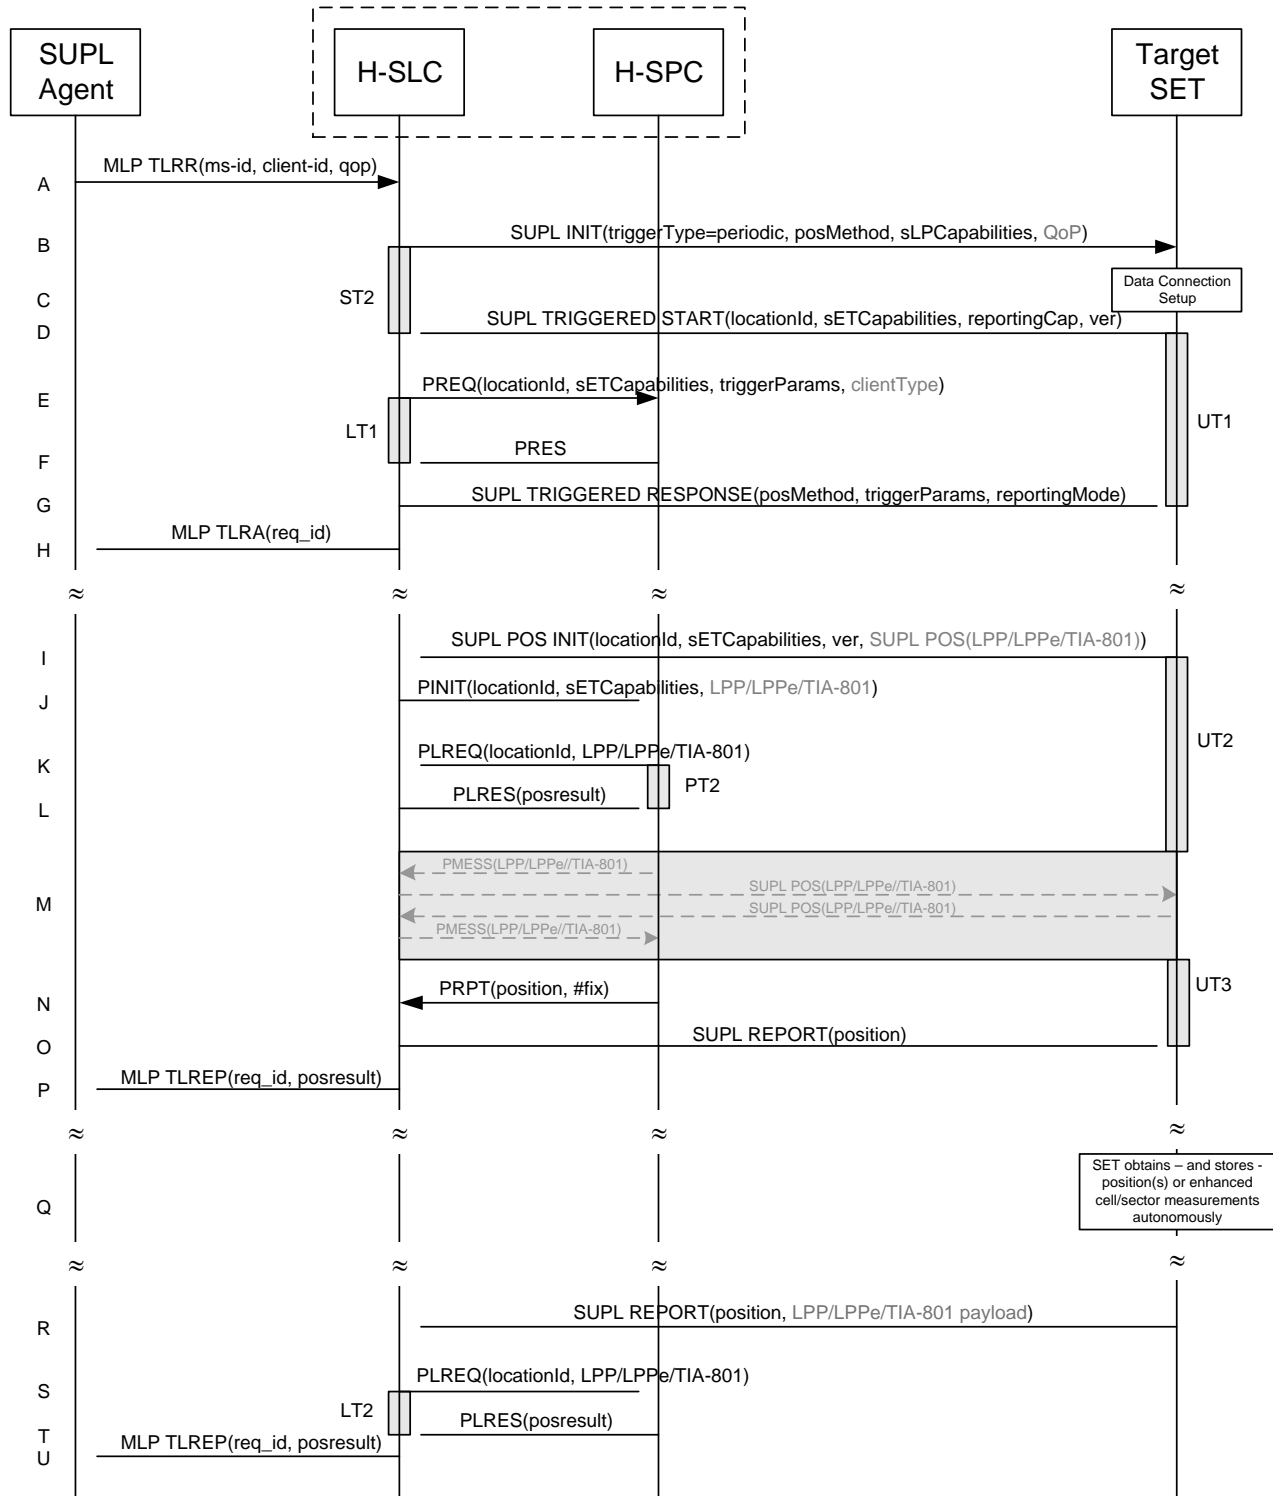 SUPL
Agent
H-SLC
H-SPC
Target
SET
A
MLP TLRR(ms-id, client-id, qop)
B
SUPL INIT(triggerType=periodic, posMethod, sLPCapabilities, QoP)
C
ST2
Data Connection
Setup
D
SUPL TRIGGERED START(locationId, sETCapabilities, reportingCap, ver)
E
PREQ(locationId, sETCapabilities, triggerParams, clientType)
LT1
UT1
F
PRES
G
SUPL TRIGGERED RESPONSE(posMethod, triggerParams, reportingMode)
H
MLP TLRA(req_id)
≈ ≈ ≈ ≈
I
SUPL POS INIT(locationId, sETCapabilities, ver, SUPL POS(LPP/LPPe/TIA-801))
J
PINIT(locationId, sETCapabilities, LPP/LPPe/TIA-801)
UT2
K
PLREQ(locationId, LPP/LPPe/TIA-801)
PT2
L
PLRES(posresult)
M
PMESS(LPP/LPPe//TIA-801)
SUPL POS(LPP/LPPe//TIA-801)
SUPL POS(LPP/LPPe//TIA-801)
PMESS(LPP/LPPe//TIA-801)
N
PRPT(position, #fix)
UT3
O
SUPL REPORT(position)
P
MLP TLREP(req_id, posresult)
≈ ≈ ≈ ≈
Q
SET obtains – and stores -
position(s) or enhanced
cell/sector measurements
autonomously
≈ ≈ ≈ ≈
R
SUPL REPORT(position, LPP/LPPe/TIA-801 payload)
S
PLREQ(locationId, LPP/LPPe/TIA-801)
LT2
T
PLRES(posresult)
U
MLP TLREP(req_id, posresult)